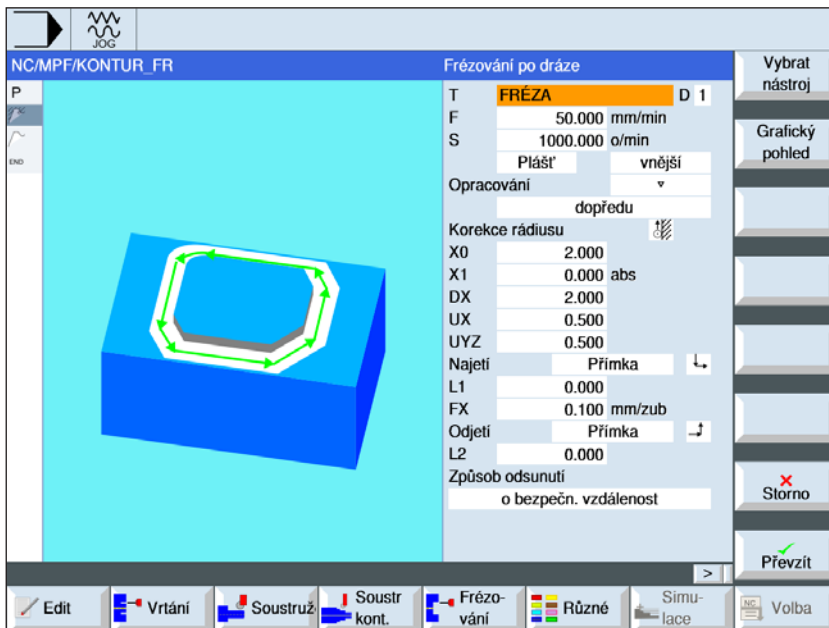 JOG
NC/MPF/KONTUR_FR
Frézování po dráze
P
END
T FRÉZA D 1
F 50.000 mm/min
S 1000.000 o/min
Plášť vnější
Opracování ▿
dopředu
Korekce rádiusu
X0 2.000
X1 0.000 abs
DX 2.000
UX 0.500
UYZ 0.500
Najetí Přímka
L1 0.000
FX 0.100 mm/zub
Odjetí Přímka
L2 0.000
Způsob odsunutí
o bezpečn. vzdálenost
Vybrat
nástroj
Grafický
pohled
Storno
Převzít
>
Edit
Vrtání
Soustruž
Soustr
kont.
Frézo-
vání
Různé
Simu-
lace
NC
Volba